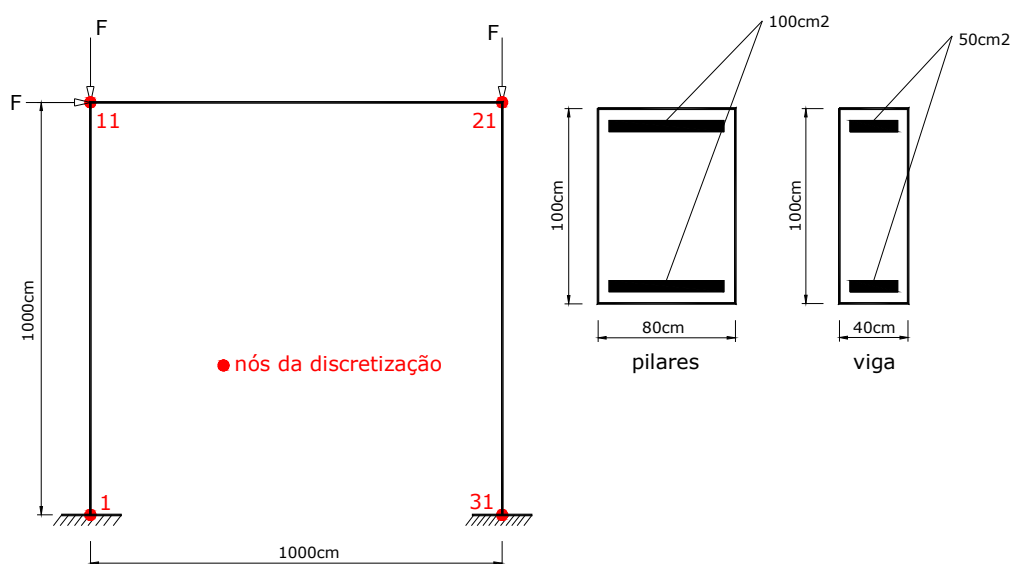 F
F
F
11
21
1000cm
nós da discretização
1
31
1000cm
100cm2
50cm2
100cm
100cm
80cm
40cm
pilares
viga